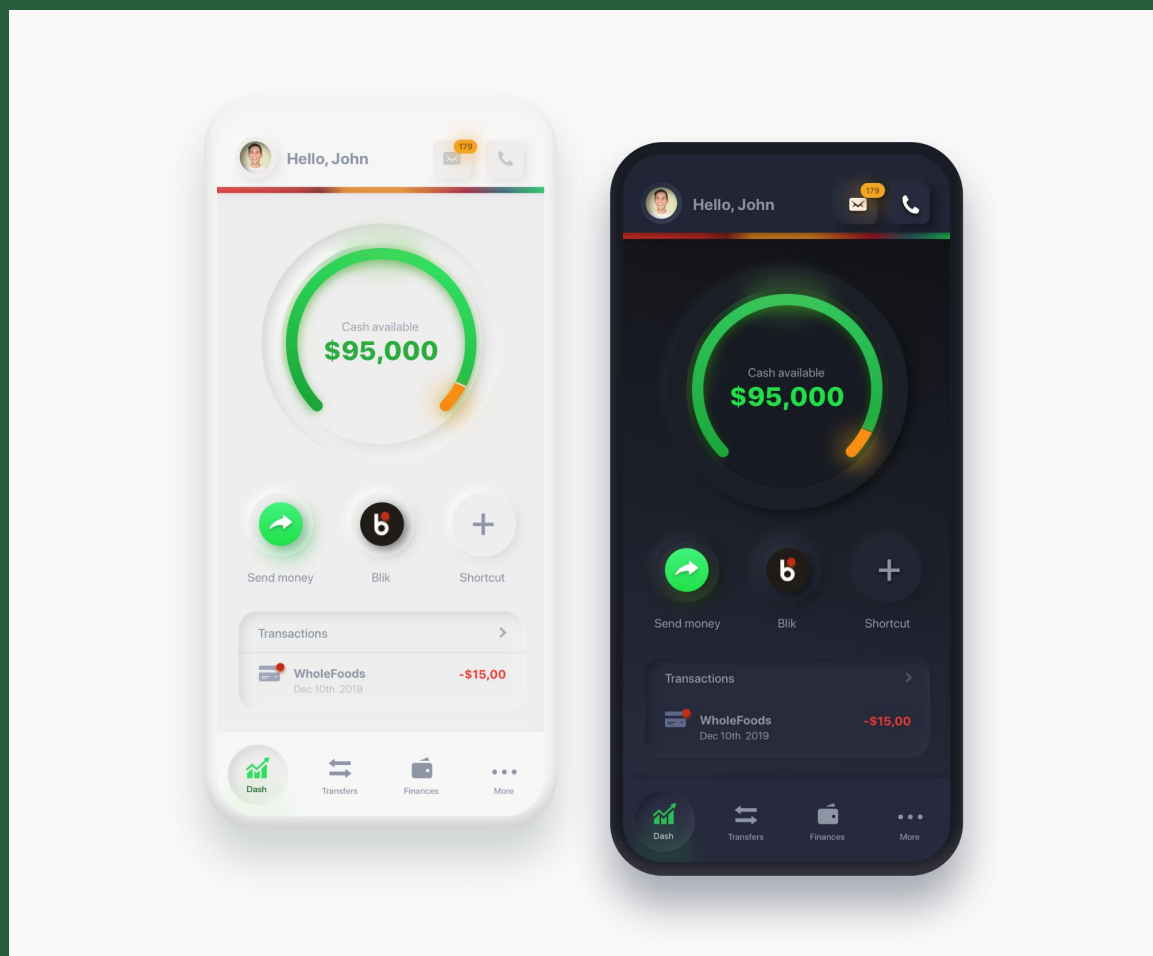 179
Hello, John
Cash available
$95,000
b
Send money
Blik
Shortcut
Transactions
WholeFoods
-$15,00
Dec 10th 2019
Dash
Transfers
Finances
More
179
Hello, John
Cash available
$95,000
b
Send money
Blik
Shortcut
Transactions
WholeFoods
-$15,00
Dec 10th 2019
Dash
Transfers
Finances
More